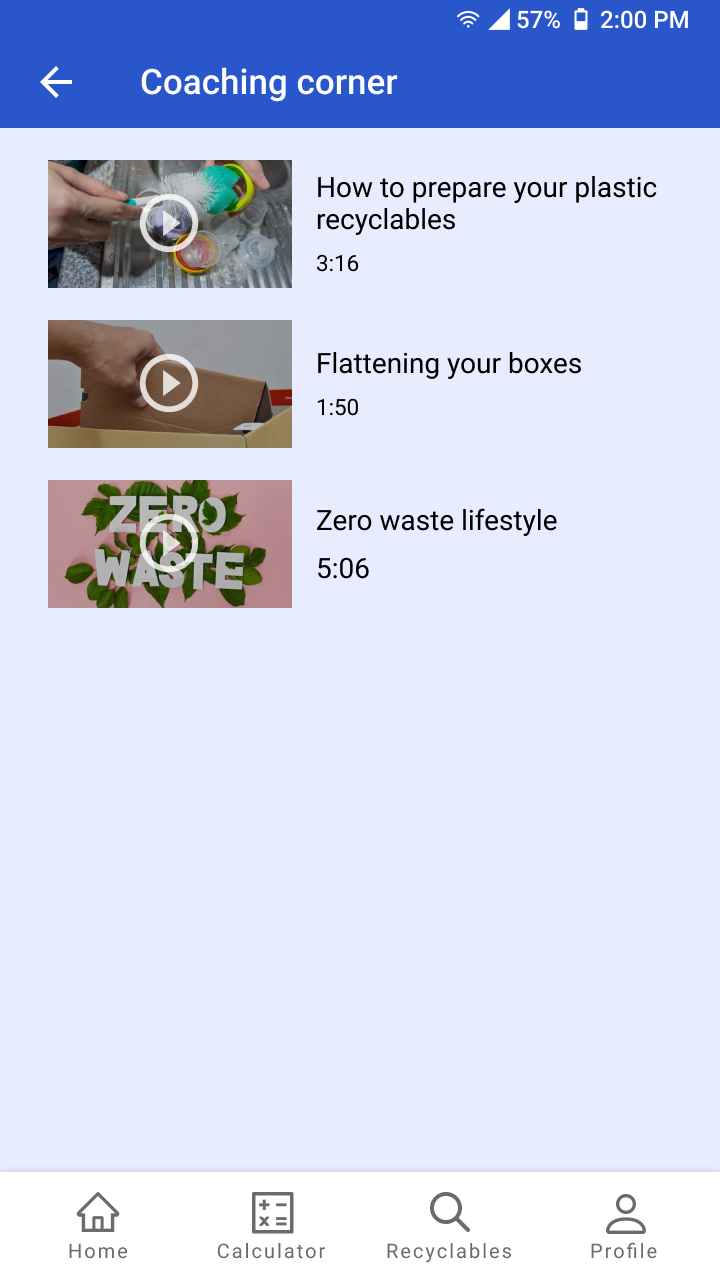 57% 2:00 PM
Coaching corner
How to prepare your plastic
recyclables
3:16
Flattening your boxes
1:50
ZERO
WASTE
Zero waste lifestyle
5:06
Home Calculator Recyclables Profile